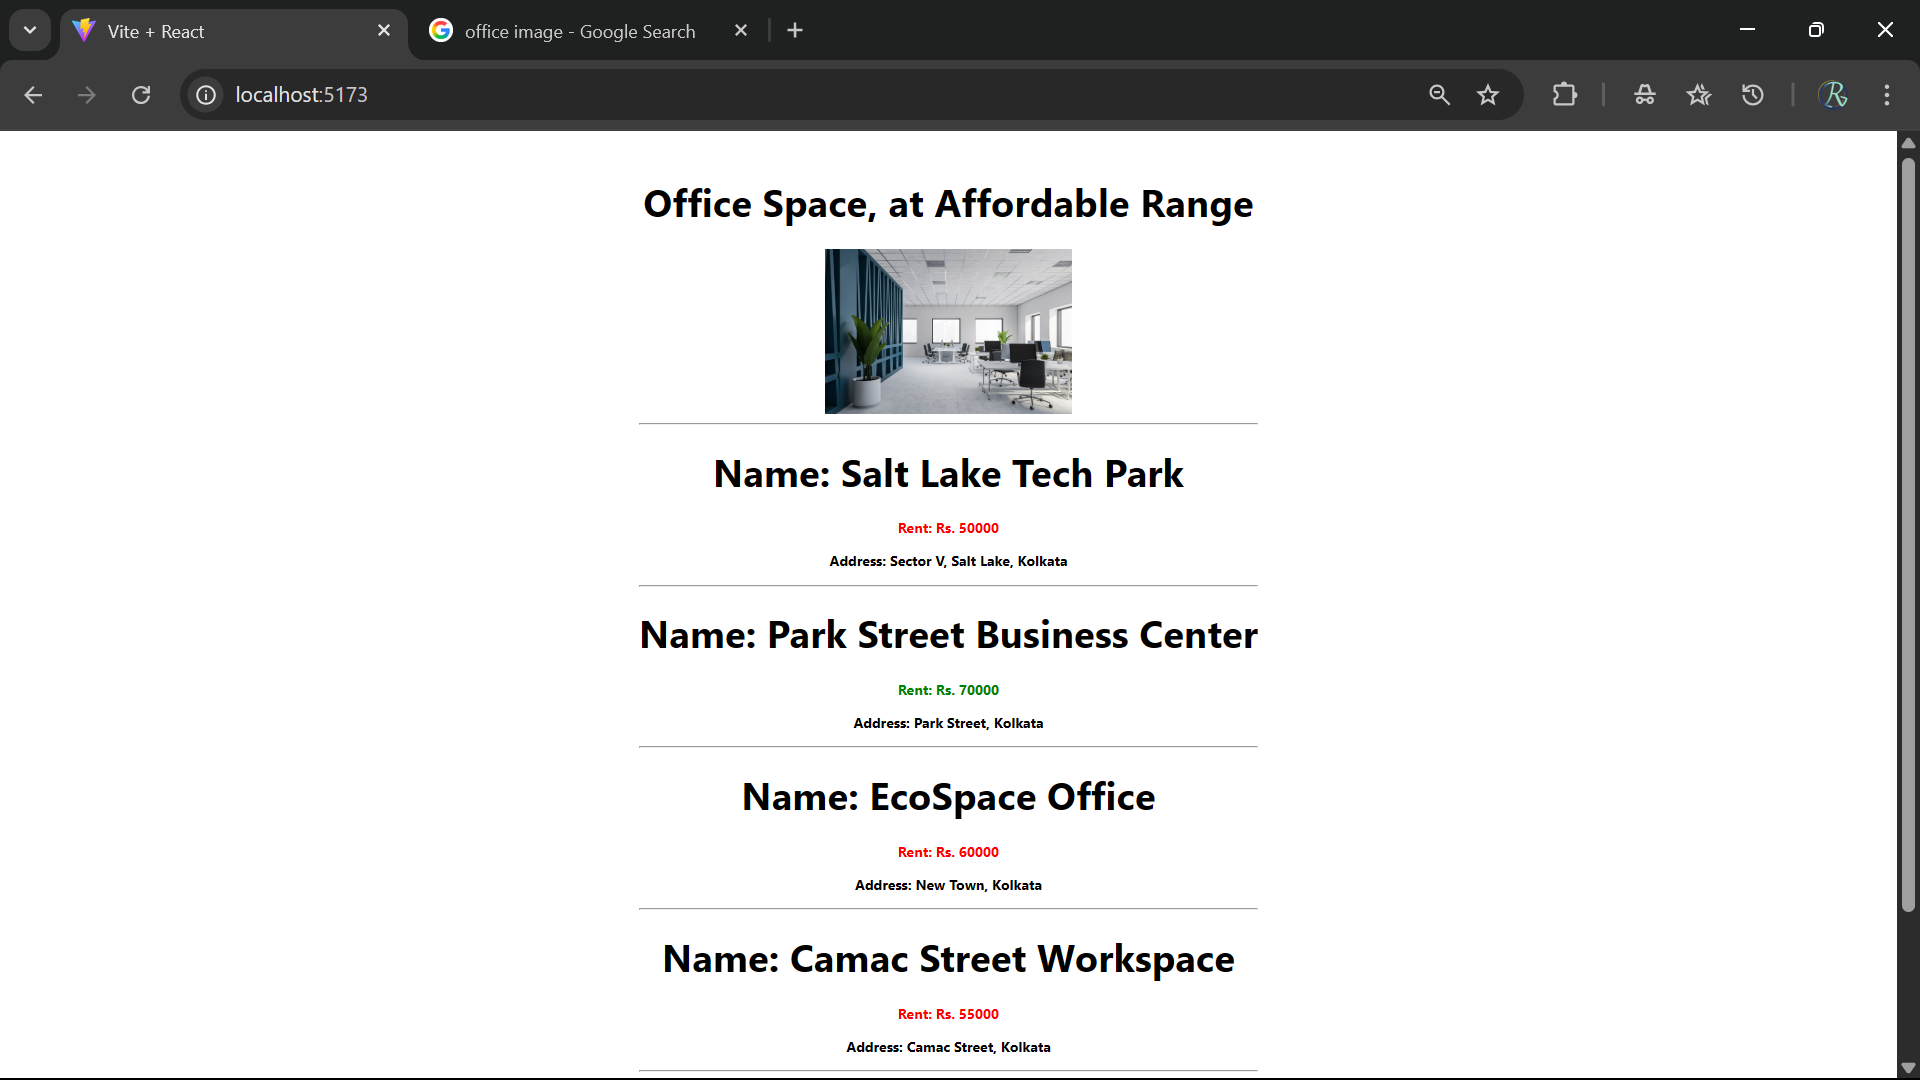 Vite + React
office image - Google Search
localhost:5173
Office Space, at Affordable Range
Name: Salt Lake Tech Park
Rent: Rs. 50000
Address: Sector V, Salt Lake, Kolkata
Name: Park Street Business Center
Rent: Rs. 70000
Address: Park Street, Kolkata
Name: EcoSpace Office
Rent: Rs. 60000
Address: New Town, Kolkata
Name: Camac Street Workspace
Rent: Rs. 55000
Address: Camac Street, Kolkata